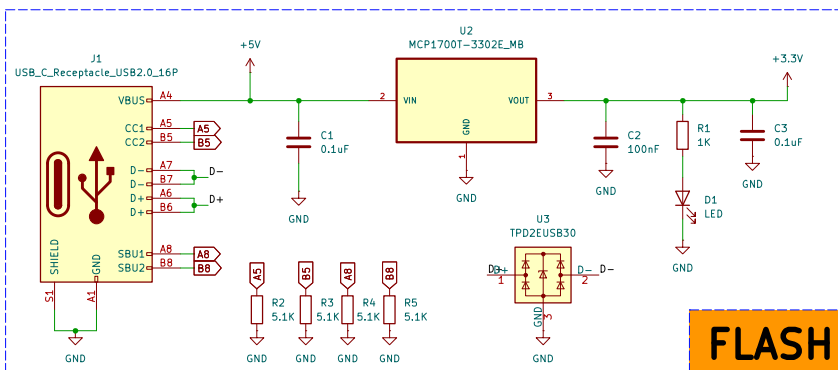 U2
MCP1700T-3302E_MB
+5V
+3.3V
J1
USB_C_Receptacle_USB2.0_16P
VBUS A4
2 VIN VOUT 3
CC1 A5 A5
CC2 B5 B5
C1
0.1uF
GND
1
C2
100nF
R1
1K
C3
0.1uF
D- A7
D- B7
D-
D+ A6
D+ B6
D+
GND
GND
GND
GND
D1
LED
GND
U3
TPD2EUSB30
SBU1 A8 A8
SBU2 B8 B8
SHIELD
GND
S1
A1
GND
A5
B5
A8
B8
R2
5.1K
R3
5.1K
R4
5.1K
R5
5.1K
GND
GND
GND
GND
D+ D+
1
D- D-
2
GND
3
GND
FLASH